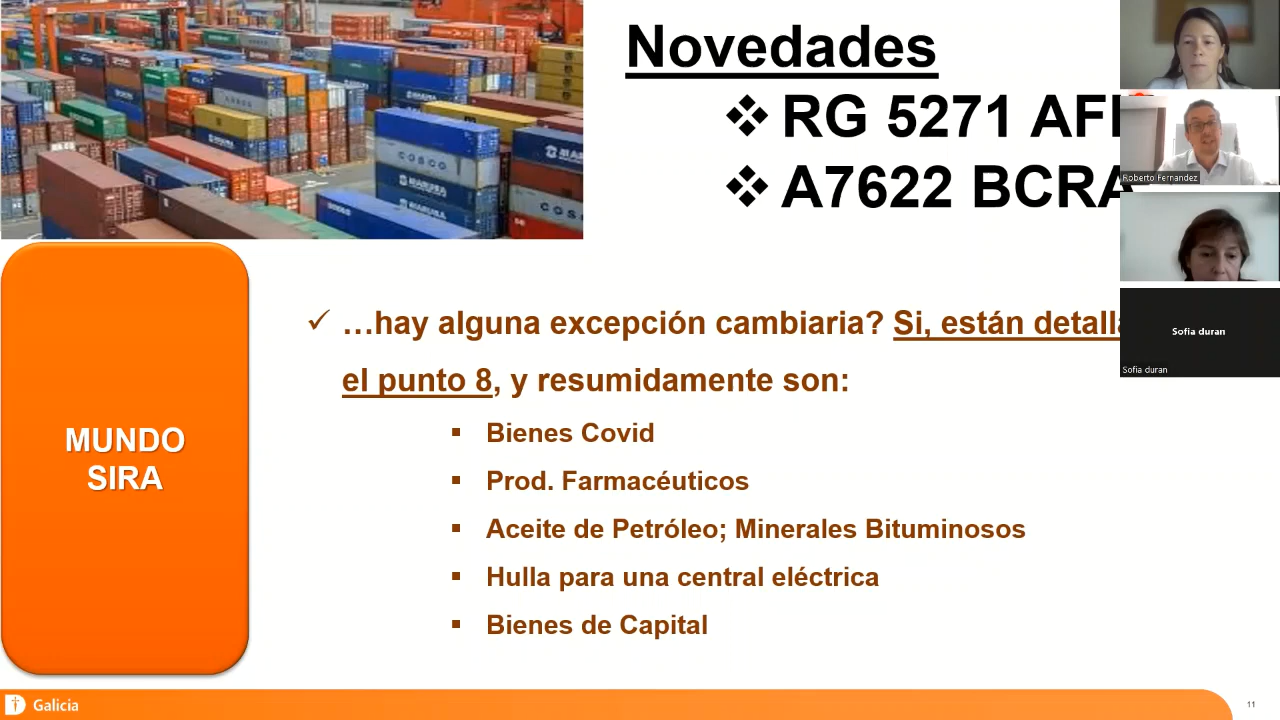 Novedades
❖ RG 5271
❖ A7622 BCRA
✓ …hay alguna excepción cambiaria? Si, están
el punto 8, y resumidamente son:
▪ Bienes Covid
▪ Prod. Farmacéuticos
▪ Aceite de Petróleo; Minerales Bituminosos
▪ Hulla para una central eléctrica
▪ Bienes de Capital
MUNDO
SIRA
Galicia
11
Roberto Fernandez
Sofia duran
Sofia duran
COSCO